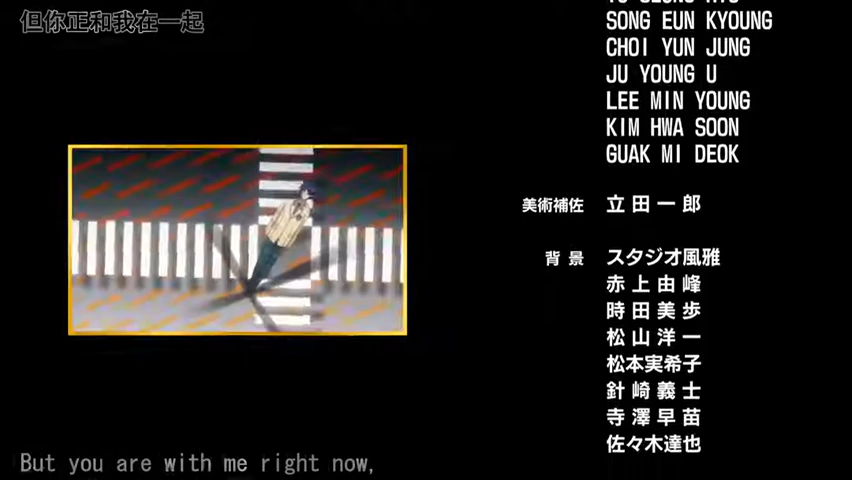 但你正和我在一起
SONG EUN KYOUNG
CHOI YUN JUNG
JU YOUNG U
LEE MIN YOUNG
KIM HWA SOON
GUAK MI DEOK
美術補佐 立田一郎
背景 スタジオ風雅
赤上由峰
時田美歩
松山洋一
松本実希子
針崎義士
寺澤早苗
佐々木達也
But you are with me right now,